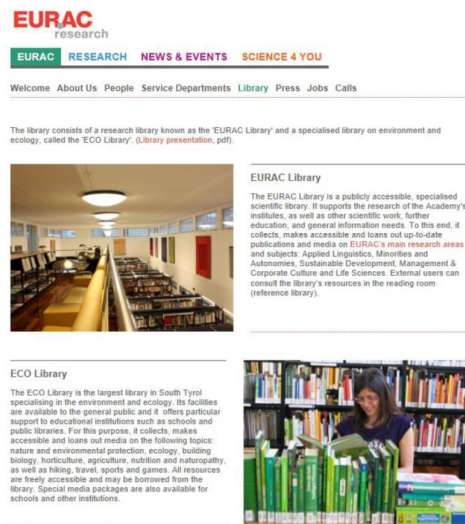 EURAC
research
EURAC RESEARCH NEWS & EVENTS SCIENCE 4 YOU
Welcome About Us People Service Departments Library Press Jobs Calls
The library consists of a research library known as the 'EURAC Library' and a specialised library on environment and
ecology, called the 'ECO Library'. (Library presentation, pdf).
EURAC Library
The EURAC Library is a publicly accessible, specialised
scientific library. It supports the research of the Academy's
institutes, as well as other scientific work, further
education, and general information needs. To this end, it
collects, makes accessible and loans out up-to-date
publications and media on EURAC's main research areas
and subjects: Applied Linguistics, Minorities and
Autonomies, Sustainable Development, Management &
Corporate Culture and Life Sciences. External users can
consult the library's resources in the reading room
(reference library).
ECO Library
The ECO Library is the largest library in South Tyrol
specialising in the environment and ecology. Its facilities
are available to the general public and it offers particular
support to educational institutions such as schools and
public libraries. For this purpose, it collects, makes
accessible and loans out media on the following topics:
nature and environmental protection, ecology, building
biology, horticulture, agriculture, nutrition and naturopathy,
as well as hiking, travel, sports and games. All resources
are freely accessible and may be borrowed from the
library. Special media packages are also available for
schools and other institutions.